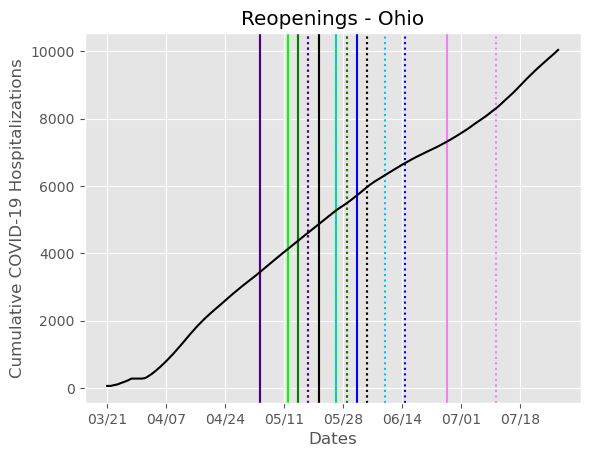 Reopenings - Ohio
Cumulative COVID-19 Hospitalizations
10000
8000
6000
4000
2000
0
03/21 04/07 04/24 05/11 05/28 06/14 07/01 07/18
Dates